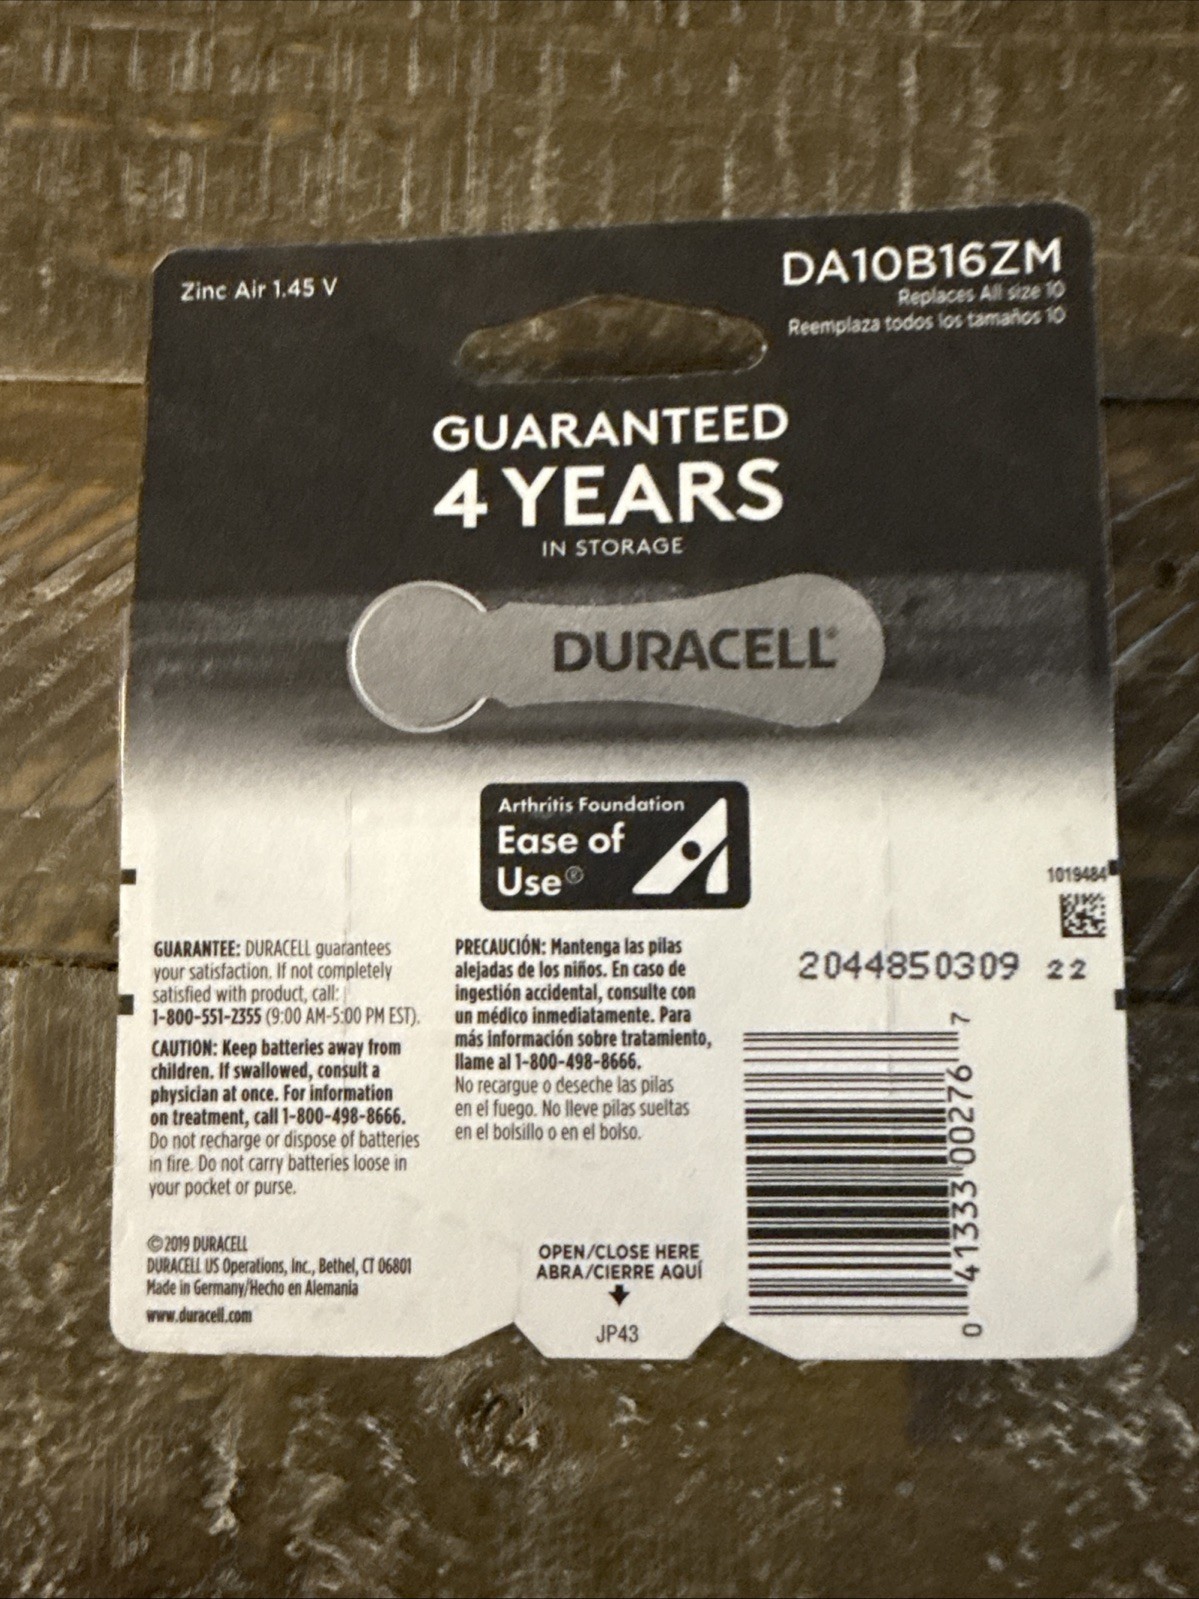 Zinc Air 1.45 V
DA10B16ZM
Replaces All size 10
Reemplaza todos los tamaños 10
GUARANTEED
4 YEARS
IN STORAGE
DURACELL®
Arthritis Foundation
Ease of
Use®
1019484
2044850309 22
GUARANTEE: DURACELL guarantees
your satisfaction. If not completely
satisfied with product, call:
1-800-551-2355 (9:00 AM-5:00 PM EST).
CAUTION: Keep batteries away from
children. If swallowed, consult a
physician at once. For information
on treatment, call 1-800-498-8666.
Do not recharge or dispose of batteries
in fire. Do not carry batteries loose in
your pocket or purse.
©2019 DURACELL
DURACELL US Operations, Inc., Bethel, CT 06801
Made in Germany/Hecho en Alemania
www.duracell.com
PRECAUCIÓN: Mantenga las pilas
alejadas de los niños. En caso de
ingestión accidental, consulte con
un médico inmediatamente. Para
más información sobre tratamiento,
llame al 1-800-498-8666.
No recargue o deseche las pilas
en el fuego. No lleve pilas sueltas
en el bolsillo o en el bolso.
OPEN/CLOSE HERE
ABRA/CIERRE AQUÍ
JP43
0 41333 00276 7